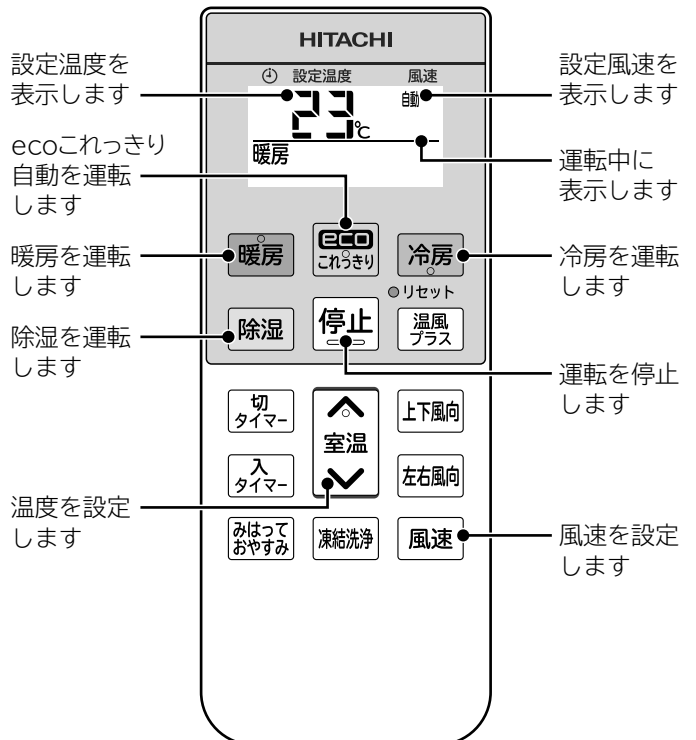 HITACHI
設定温度 風速
23℃
自動
暖房
設定温度を
表示します
ecoこれっきり
自動を運転
します
暖房を運転
します
除湿を運転
します
温度を設定
します
設定風速を
表示します
運転中に
表示します
冷房を運転
します
運転を停止
します
風速を設定
します
暖房
eco
これっきり
冷房
リセット
除湿
停止
温風
プラス
切
タイマー
室温
上下風向
入
タイマー
左右風向
みはって
おやすみ
凍結洗浄
風速